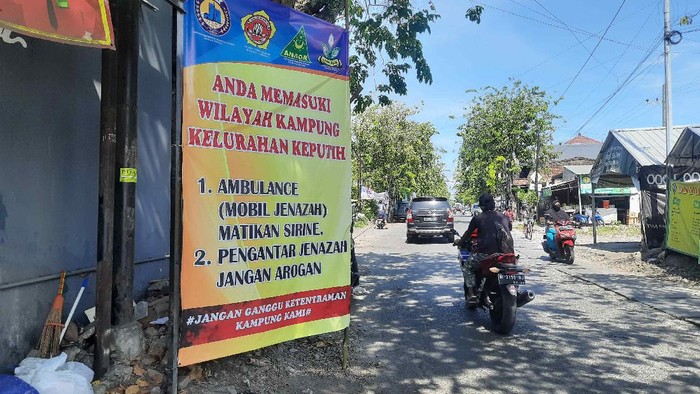 ANSOR
ANDA MEMASUKI
WILAYAH KAMPUNG
KELURAHAN KEPUTIH
1. AMBULANCE
(MOBIL JENAZAH)
MATIKAN SIRINE.
2. PENGANTAR JENAZAH
JANGAN AROGAN
#JANGAN GANGGU KETENTRAMAN
KAMPUNG KAMI#